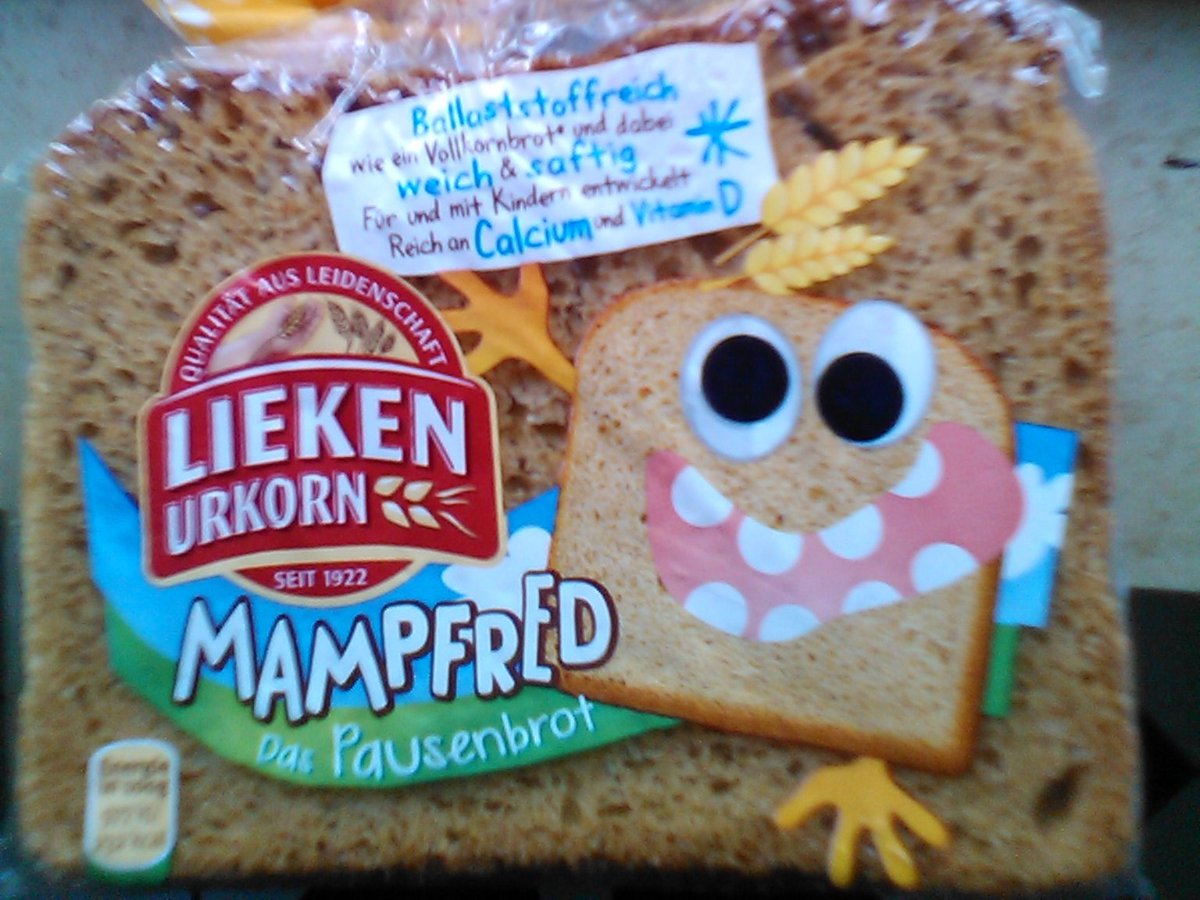 Ballaststoffreich
wie ein Vollkornbrot* und dabei
weich & saftig
Für und mit Kindern entwickelt
Reich an Calcium und Vitamin D
QUALITÄT AUS LEIDENSCHAFT
LIEKEN
URKORN
SEIT 1922
MAMPFRED
Das Pausenbrot
Energie